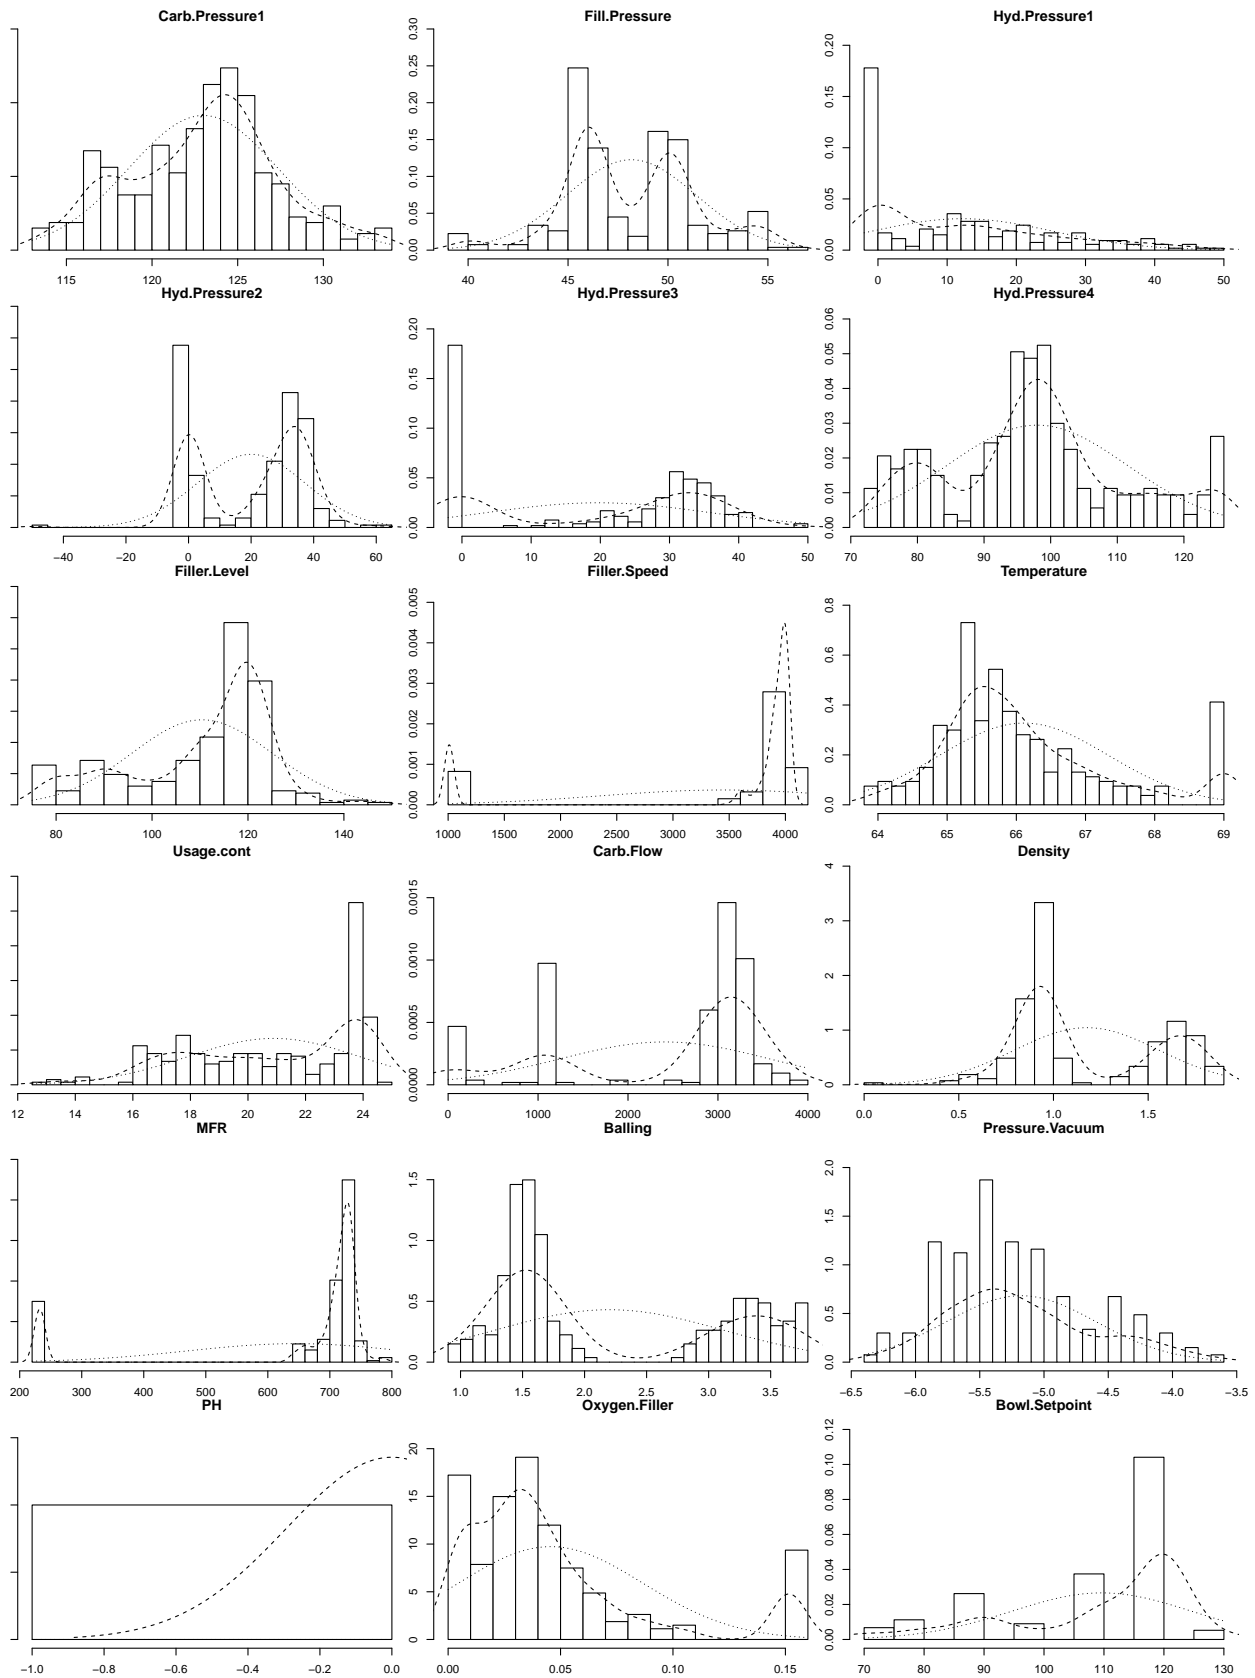 Carb.Pressure1 Fill.Pressure Hyd.Pressure1
0.00 0.05 0.10 0.15 0.20 0.25 0.30
0.00 0.05 0.10 0.15 0.20
115 120 125 130
40 45 50 55
0 10 20 30 40 50
Hyd.Pressure2 Hyd.Pressure3 Hyd.Pressure4
0.00 0.05 0.10 0.15 0.20
0.00 0.01 0.02 0.03 0.04 0.05 0.06
−40 −20 0 20 40 60
0 10 20 30 40 50
70 80 90 100 110 120
Filler.Level Filler.Speed Temperature
0.000 0.001 0.002 0.003 0.004 0.005
0.0 0.2 0.4 0.6 0.8
80 100 120 140
1000 1500 2000 2500 3000 3500 4000
64 65 66 67 68 69
Usage.cont Carb.Flow Density
0.0000 0.0005 0.0010 0.0015
0 1 2 3 4
12 14 16 18 20 22 24
0 1000 2000 3000 4000
0.0 0.5 1.0 1.5
MFR Balling Pressure.Vacuum
0.0 0.5 1.0 1.5
0.0 0.5 1.0 1.5 2.0
200 300 400 500 600 700 800
1.0 1.5 2.0 2.5 3.0 3.5
−6.5 −6.0 −5.5 −5.0 −4.5 −4.0 −3.5
PH Oxygen.Filler Bowl.Setpoint
0 5 10 15 20
0.00 0.02 0.04 0.06 0.08 0.10 0.12
−1.0 −0.8 −0.6 −0.4 −0.2 0.0
0.00 0.05 0.10 0.15
70 80 90 100 110 120 130